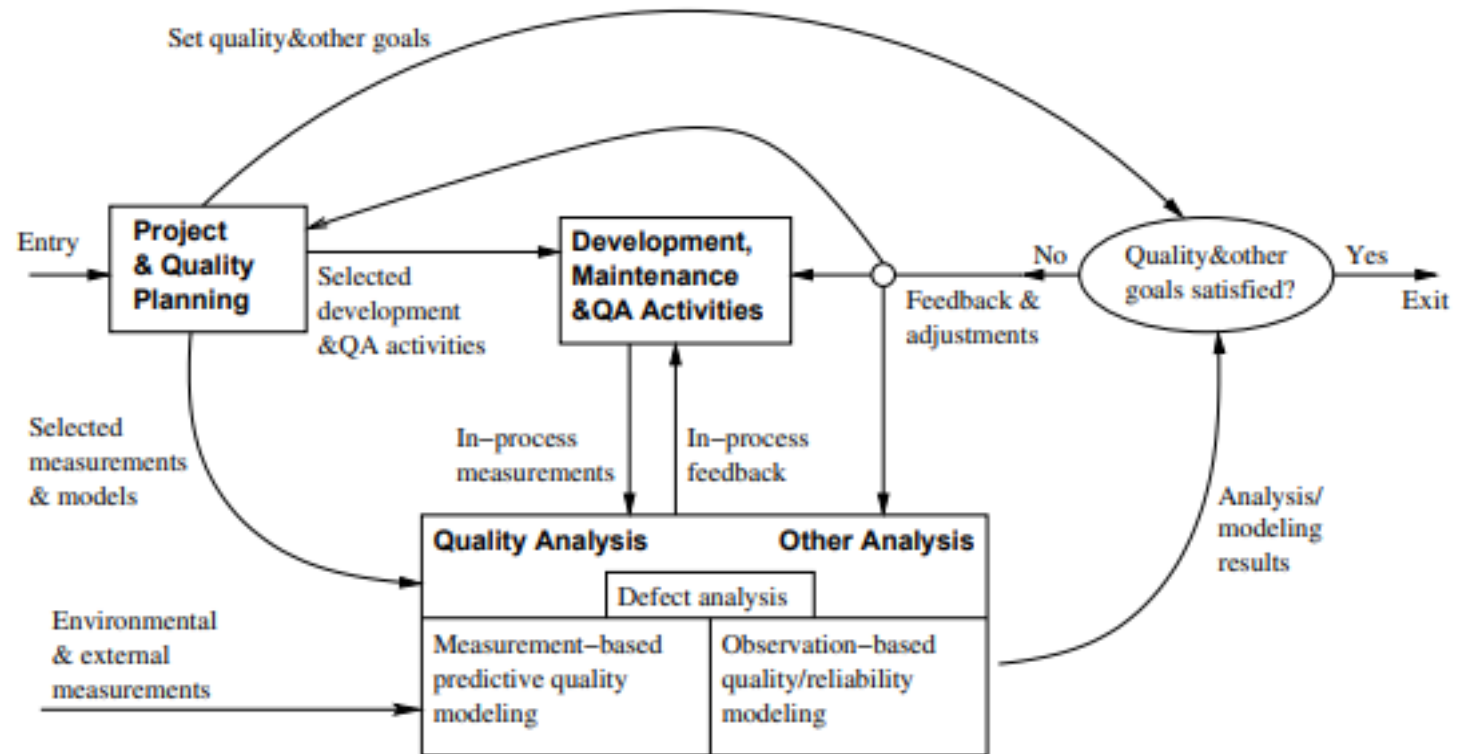 Set quality&other goals
Entry
Project
& Quality
Planning
Selected
development
&QA activities
Development,
Maintenance
&QA Activities
No
Feedback &
adjustments
Quality&other
goals satisfied?
Yes
Exit
Selected
measurements
& models
In−process
measurements
In−process
feedback
Analysis/
modeling
results
Quality Analysis
Other Analysis
Defect analysis
Environmental
& external
measurements
Measurement−based
predictive quality
modeling
Observation−based
quality/reliability
modeling